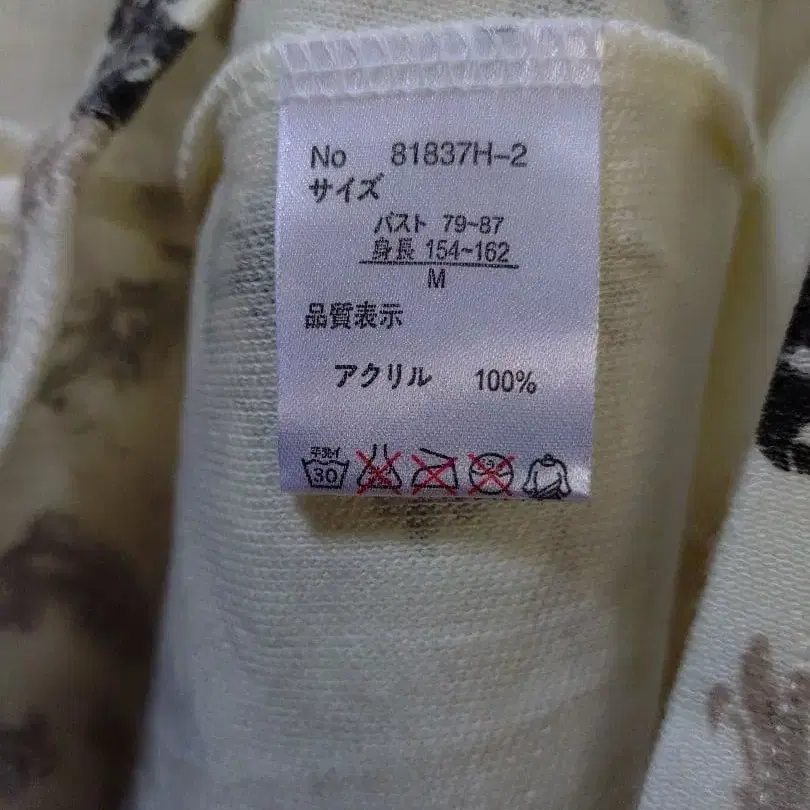 No 81837H-2
サイズ
バスト 79~87
身長 154~162
M
品質表示
アクリル 100%
手洗イ
30